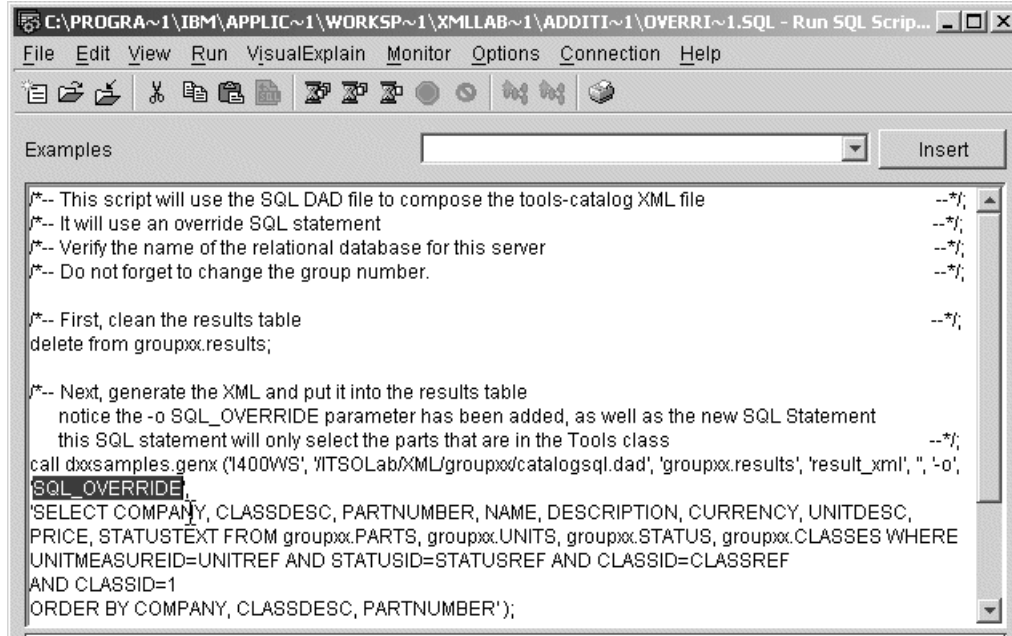 C:\PROGRA~1\IBM\APPLIC~1\WORKSP~1\XMLLAB~1\ADDITI~1\OVERRI~1.SQL - Run SQL Scrip...
File Edit View Run VisualExplain Monitor Options Connection Help
Examples Insert
/*-- This script will use the SQL DAD file to compose the tools-catalog XML file --*/;
/*-- It will use an override SQL statement --*/;
/*-- Verify the name of the relational database for this server --*/;
/*-- Do not forget to change the group number. --*/;
/*-- First, clean the results table --*/;
delete from groupxx.results;
/*-- Next, generate the XML and put it into the results table
notice the -o SQL_OVERRIDE parameter has been added, as well as the new SQL Statement
this SQL statement will only select the parts that are in the Tools class --*/;
call dxxsamples.genx ('I400WS', '/ITSOLab/XML/groupxx/catalogsql.dad', 'groupxx.results', 'result_xml', '', '-o',
'SQL_OVERRIDE',
'SELECT COMPANY, CLASSDESC, PARTNUMBER, NAME, DESCRIPTION, CURRENCY, UNITDESC,
PRICE, STATUSTEXT FROM groupxx.PARTS, groupxx.UNITS, groupxx.STATUS, groupxx.CLASSES WHERE
UNITMEASUREID=UNITREF AND STATUSID=STATUSREF AND CLASSID=CLASSREF
AND CLASSID=1
ORDER BY COMPANY, CLASSDESC, PARTNUMBER');